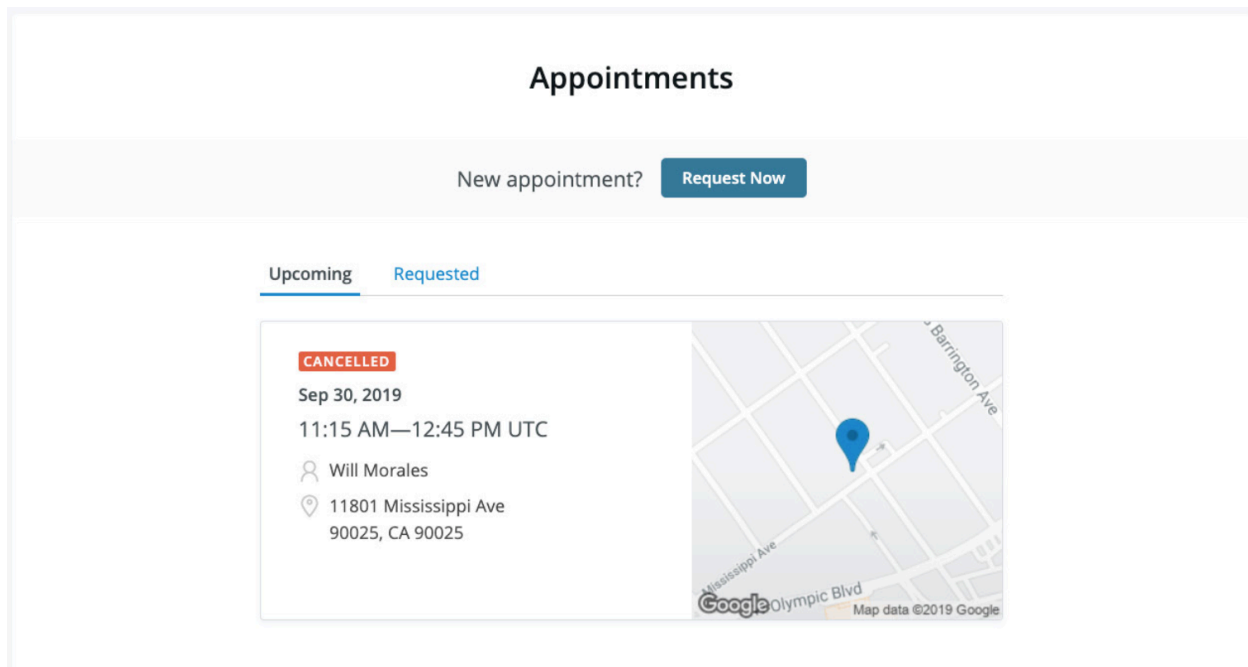 Appointments
New appointment?
Request Now
Upcoming
Requested
CANCELLED
Sep 30, 2019
11:15 AM—12:45 PM UTC
Will Morales
11801 Mississippi Ave
90025, CA 90025
Barrington Ave
Mississippi Ave
Olympic Blvd
Google
Map data ©2019 Google